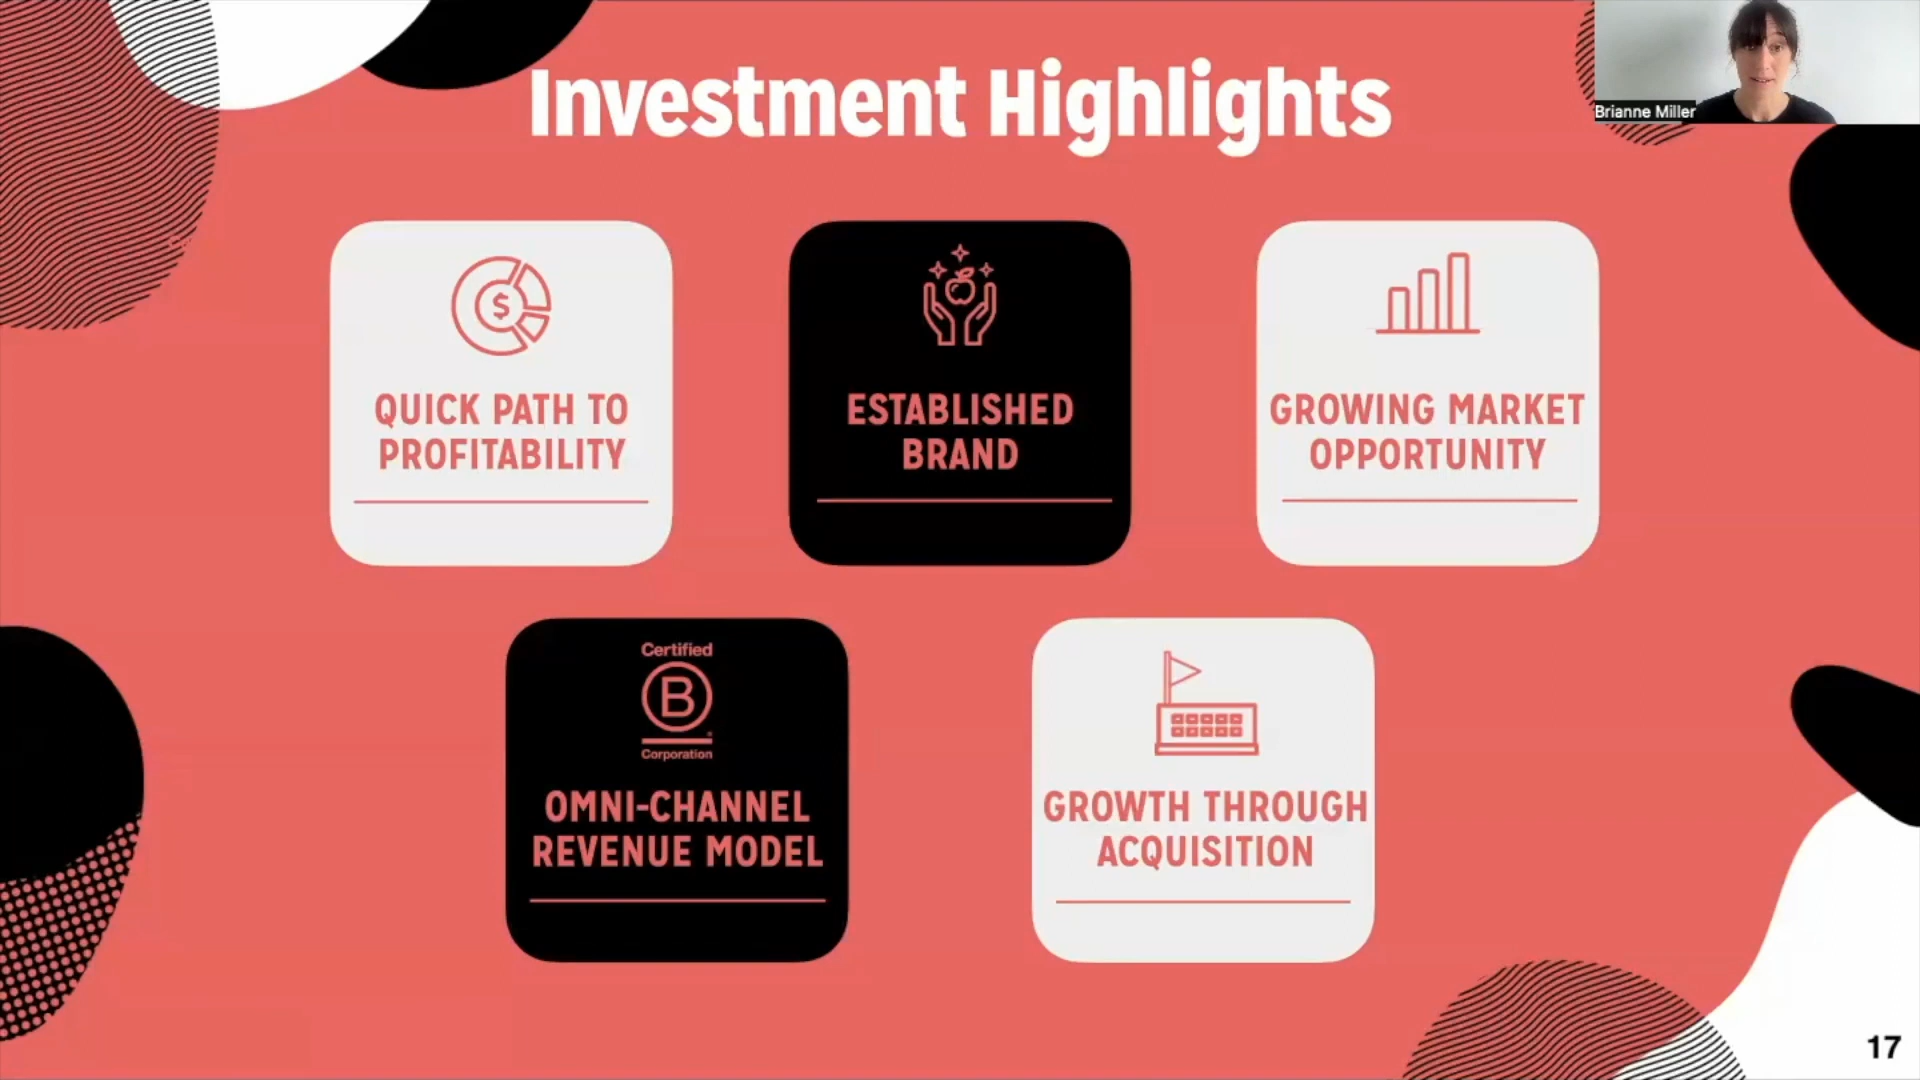 Investment Highlights
Brianne Miller
$
QUICK PATH TO
PROFITABILITY
ESTABLISHED
BRAND
GROWING MARKET
OPPORTUNITY
Certified
B
Corporation
OMNI-CHANNEL
REVENUE MODEL
GROWTH THROUGH
ACQUISITION
17